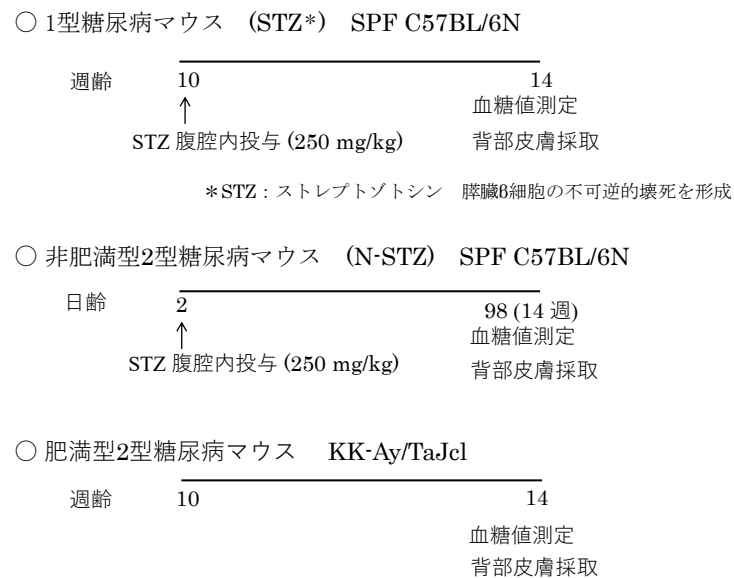 ○ 1型糖尿病マウス (STZ*) SPF C57BL/6N
週齢 10 14
↑ 血糖値測定
STZ 腹腔内投与 (250 mg/kg) 背部皮膚採取
*STZ：ストレプトゾトシン 膵臓β細胞の不可逆的壊死を形成
○ 非肥満型2型糖尿病マウス (N-STZ) SPF C57BL/6N
日齢 2 98 (14 週)
↑ 血糖値測定
STZ 腹腔内投与 (250 mg/kg) 背部皮膚採取
○ 肥満型2型糖尿病マウス KK-Ay/TaJcl
週齢 10 14
血糖値測定
背部皮膚採取